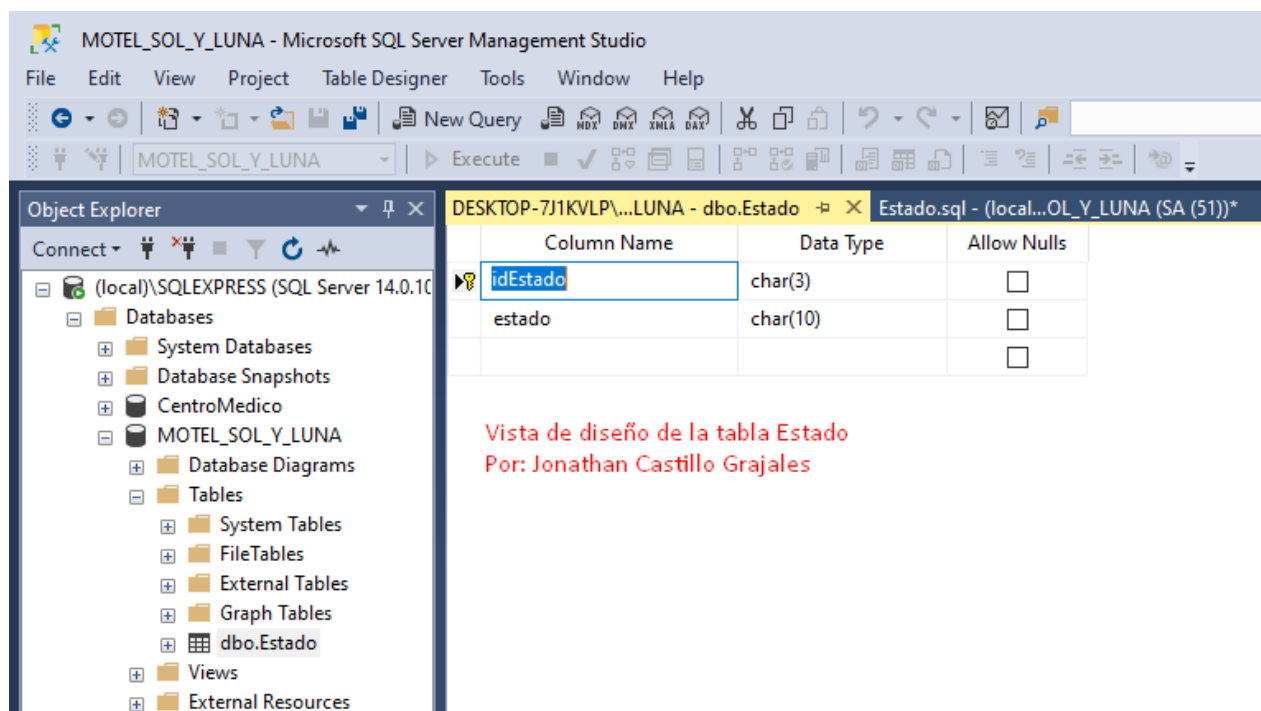 MOTEL_SOL_Y_LUNA - Microsoft SQL Server Management Studio
File Edit View Project Table Designer Tools Window Help
New Query MDX DMX XMLA DAX
MOTEL_SOL_Y_LUNA Execute
Object Explorer
Connect
(local)\SQLEXPRESS (SQL Server 14.0.10
Databases
System Databases
Database Snapshots
CentroMedico
MOTEL_SOL_Y_LUNA
Database Diagrams
Tables
System Tables
FileTables
External Tables
Graph Tables
dbo.Estado
Views
External Resources
DESKTOP-7J1KVLP\...LUNA - dbo.Estado Estado.sql - (local...OL_Y_LUNA (SA (51))*
Column Name Data Type Allow Nulls
idEstado char(3)
estado char(10)
Vista de diseño de la tabla Estado
Por: Jonathan Castillo Grajales